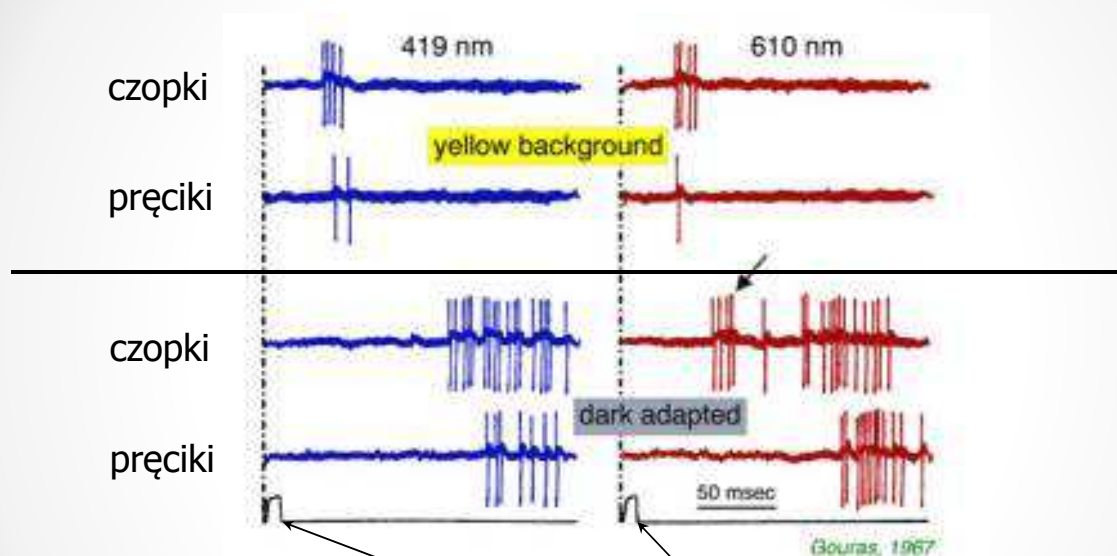 419 nm 610 nm
czopki
yellow background
pręciki
czopki
dark adapted
pręciki
50 msec
Gouras, 1967